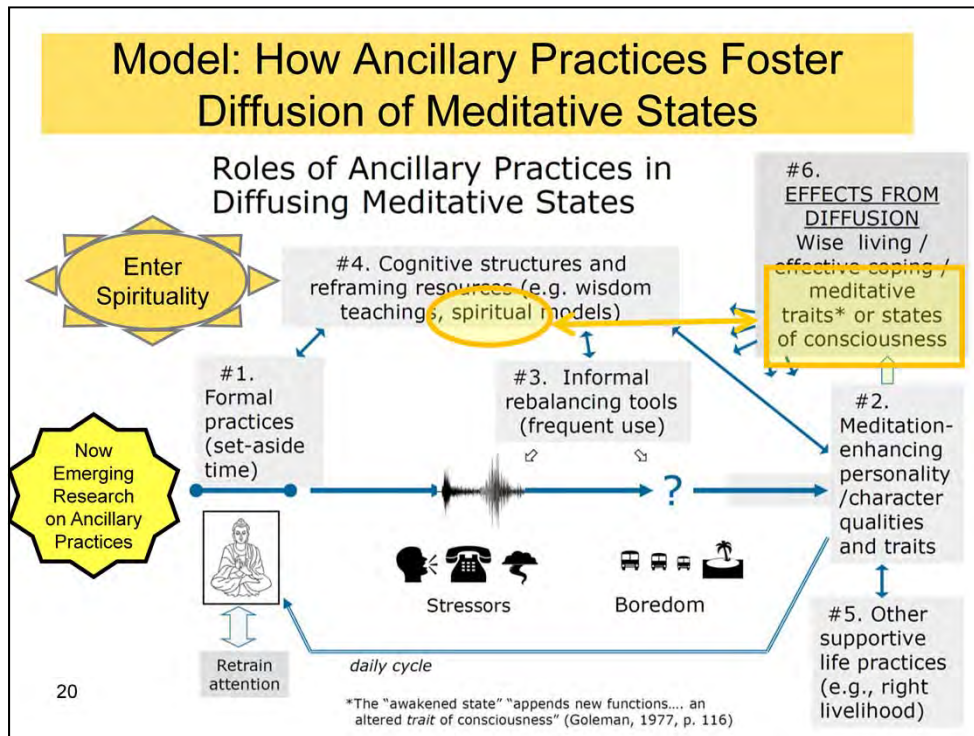 Model: How Ancillary Practices Foster
Diffusion of Meditative States
Roles of Ancillary Practices in
Diffusing Meditative States
Enter
Spirituality
#4. Cognitive structures and
reframing resources (e.g. wisdom
teachings, spiritual models)
#6.
EFFECTS FROM
DIFFUSION
Wise living /
effective coping /
meditative
traits* or states
of consciousness
#1.
Formal
practices
(set-aside
time)
#3. Informal
rebalancing tools
(frequent use)
#2.
Meditation-
enhancing
personality
/character
qualities
and traits
Now
Emerging
Research
on Ancillary
Practices
?
Stressors
Boredom
#5. Other
supportive
life practices
(e.g., right
livelihood)
Retrain
attention
daily cycle
20
*The "awakened state" "appends new functions.... an
altered trait of consciousness" (Goleman, 1977, p. 116)